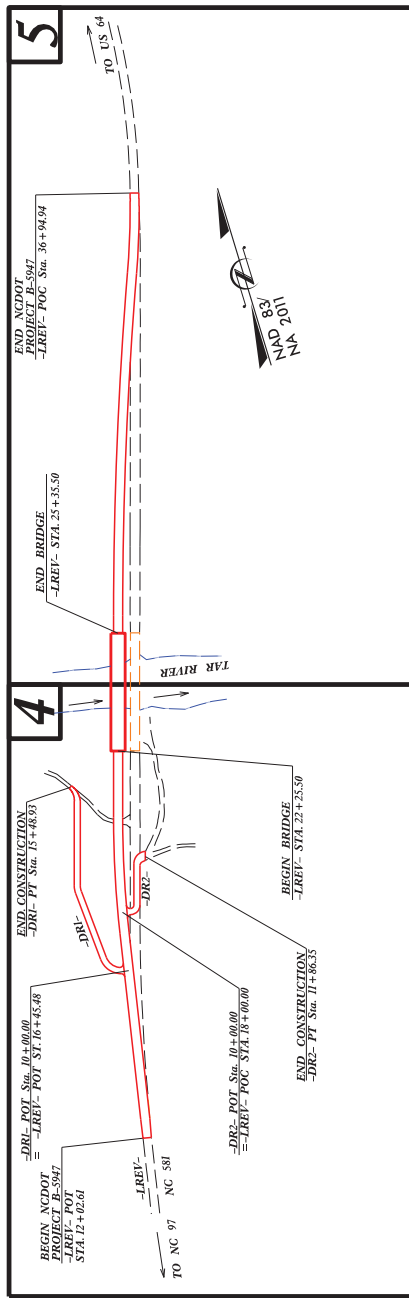 4
5
BEGIN NCDOT
PROJECT B-5947
-LREV- POT
STA. 12+02.61
-DR1- POT Sta. 10+00.00
= -LREV- POT ST. 16+45.48
END CONSTRUCTION
-DR1- PT Sta. 15+48.93
END BRIDGE
-LREV- STA. 25+35.50
END NCDOT
PROJECT B-5947
-LREV- POC Sta. 36+94.94
TO US 64
-DR1-
-DR2-
TAR RIVER
-LREV-
NC 581
TO NC 97
-DR2- POT Sta. 10+00.00
=-LREV- POC STA. 18+00.00
END CONSTRUCTION
-DR2- PT Sta. 11+86.35
BEGIN BRIDGE
-LREV- STA. 22+25.50
NAD 83/
NA 2011